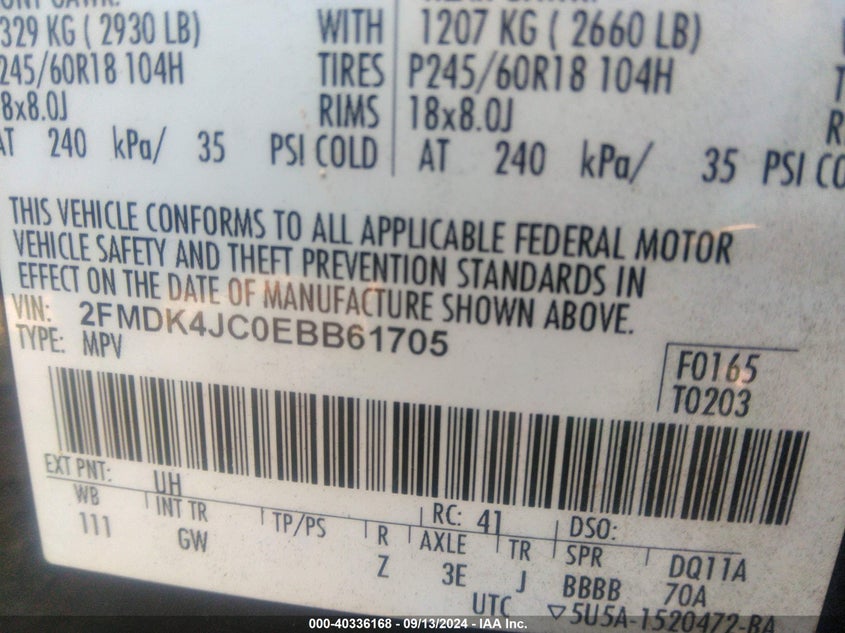 329 KG ( 2930 LB) WITH 1207 KG ( 2660 LB)
245/60R18 104H TIRES P245/60R18 104H
8x8.0J RIMS 18x8.0J
AT 240 kPa/ 35 PSI COLD AT 240 kPa/ 35 PSI CO
THIS VEHICLE CONFORMS TO ALL APPLICABLE FEDERAL MOTOR
VEHICLE SAFETY AND THEFT PREVENTION STANDARDS IN
EFFECT ON THE DATE OF MANUFACTURE SHOWN ABOVE.
VIN: 2FMDK4JC0EBB61705
TYPE: MPV
F0165
T0203
EXT PNT: UH RC: 41 DSO:
WB INT TR TP/PS R AXLE TR SPR DQ11A
111 GW Z 3E J BBBB 70A
UTC ▽5U5A-1520472-BA
000-40336168 - 09/13/2024 - IAA Inc.